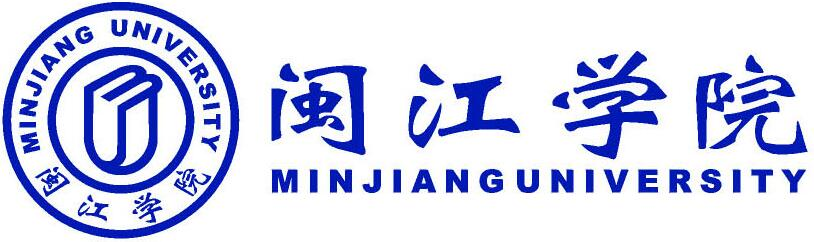 MINJIANG UNIVERSITY
闽江学院
闽江学院
MINJIANGUNIVERSITY